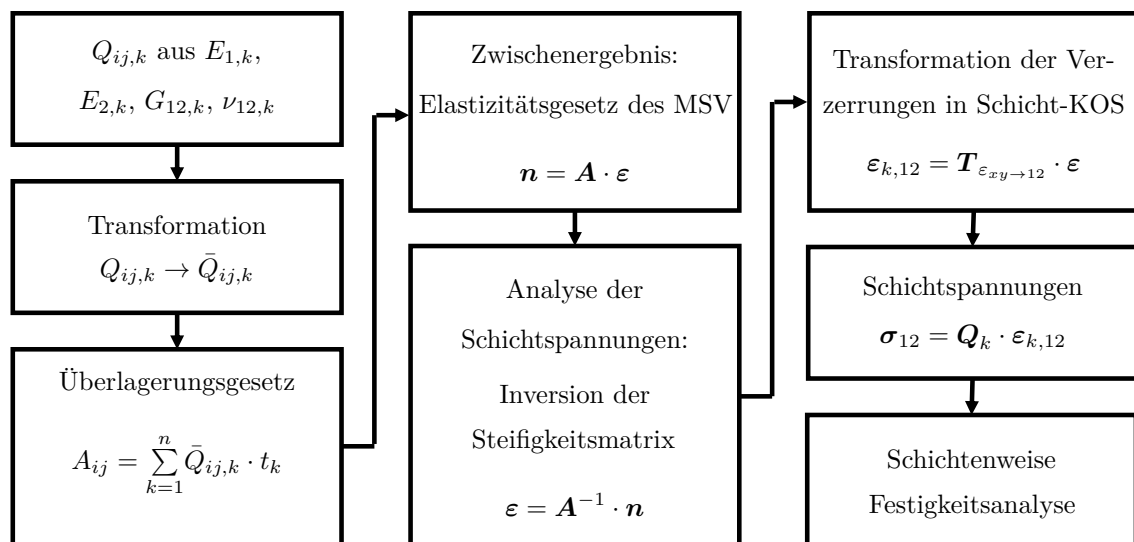 Q_{ij,k} aus E_{1,k},
E_{2,k}, G_{12,k}, ν_{12,k}
Transformation
Q_{ij,k} → Q̄_{ij,k}
Überlagerungsgesetz
A_{ij} = \sum_{k=1}^{n} Q̄_{ij,k} · t_k
Zwischenergebnis:
Elastizitätsgesetz des MSV
n = A · ε
Analyse der
Schichtspannungen:
Inversion der
Steifigkeitsmatrix
ε = A^{-1} · n
Transformation der Ver-
zerrungen in Schicht-KOS
ε_{k,12} = T_{ε_{xy→12}} · ε
Schichtspannungen
σ_{12} = Q_k · ε_{k,12}
Schichtenweise
Festigkeitsanalyse